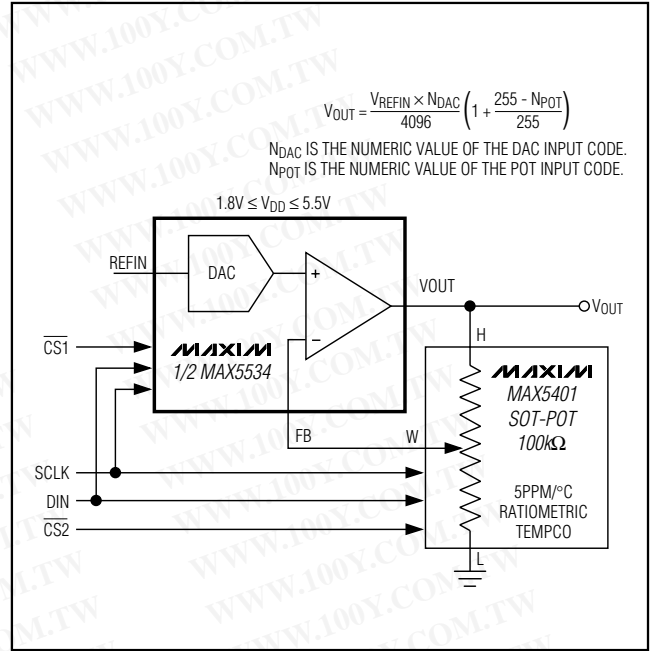 V_OUT = V_REFIN × N_DAC / 4096 (1 + 255 - N_POT / 255)
N_DAC IS THE NUMERIC VALUE OF THE DAC INPUT CODE.
N_POT IS THE NUMERIC VALUE OF THE POT INPUT CODE.
1.8V ≤ V_DD ≤ 5.5V
REFIN
DAC
+
−
VOUT
V_OUT
H
CS1
MAXIM
1/2 MAX5534
MAXIM
MAX5401
SOT-POT
100kΩ
FB
W
SCLK
DIN
CS2
5PPM/°C
RATIOMETRIC
TEMPCO
L
WWW.100Y.COM.TW